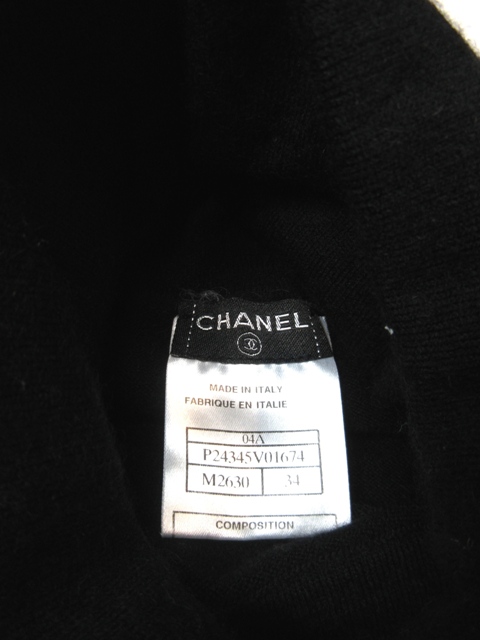 CHANEL
MADE IN ITALY
FABRIQUE EN ITALIE
04A
P24345V01674
M2630 34
COMPOSITION